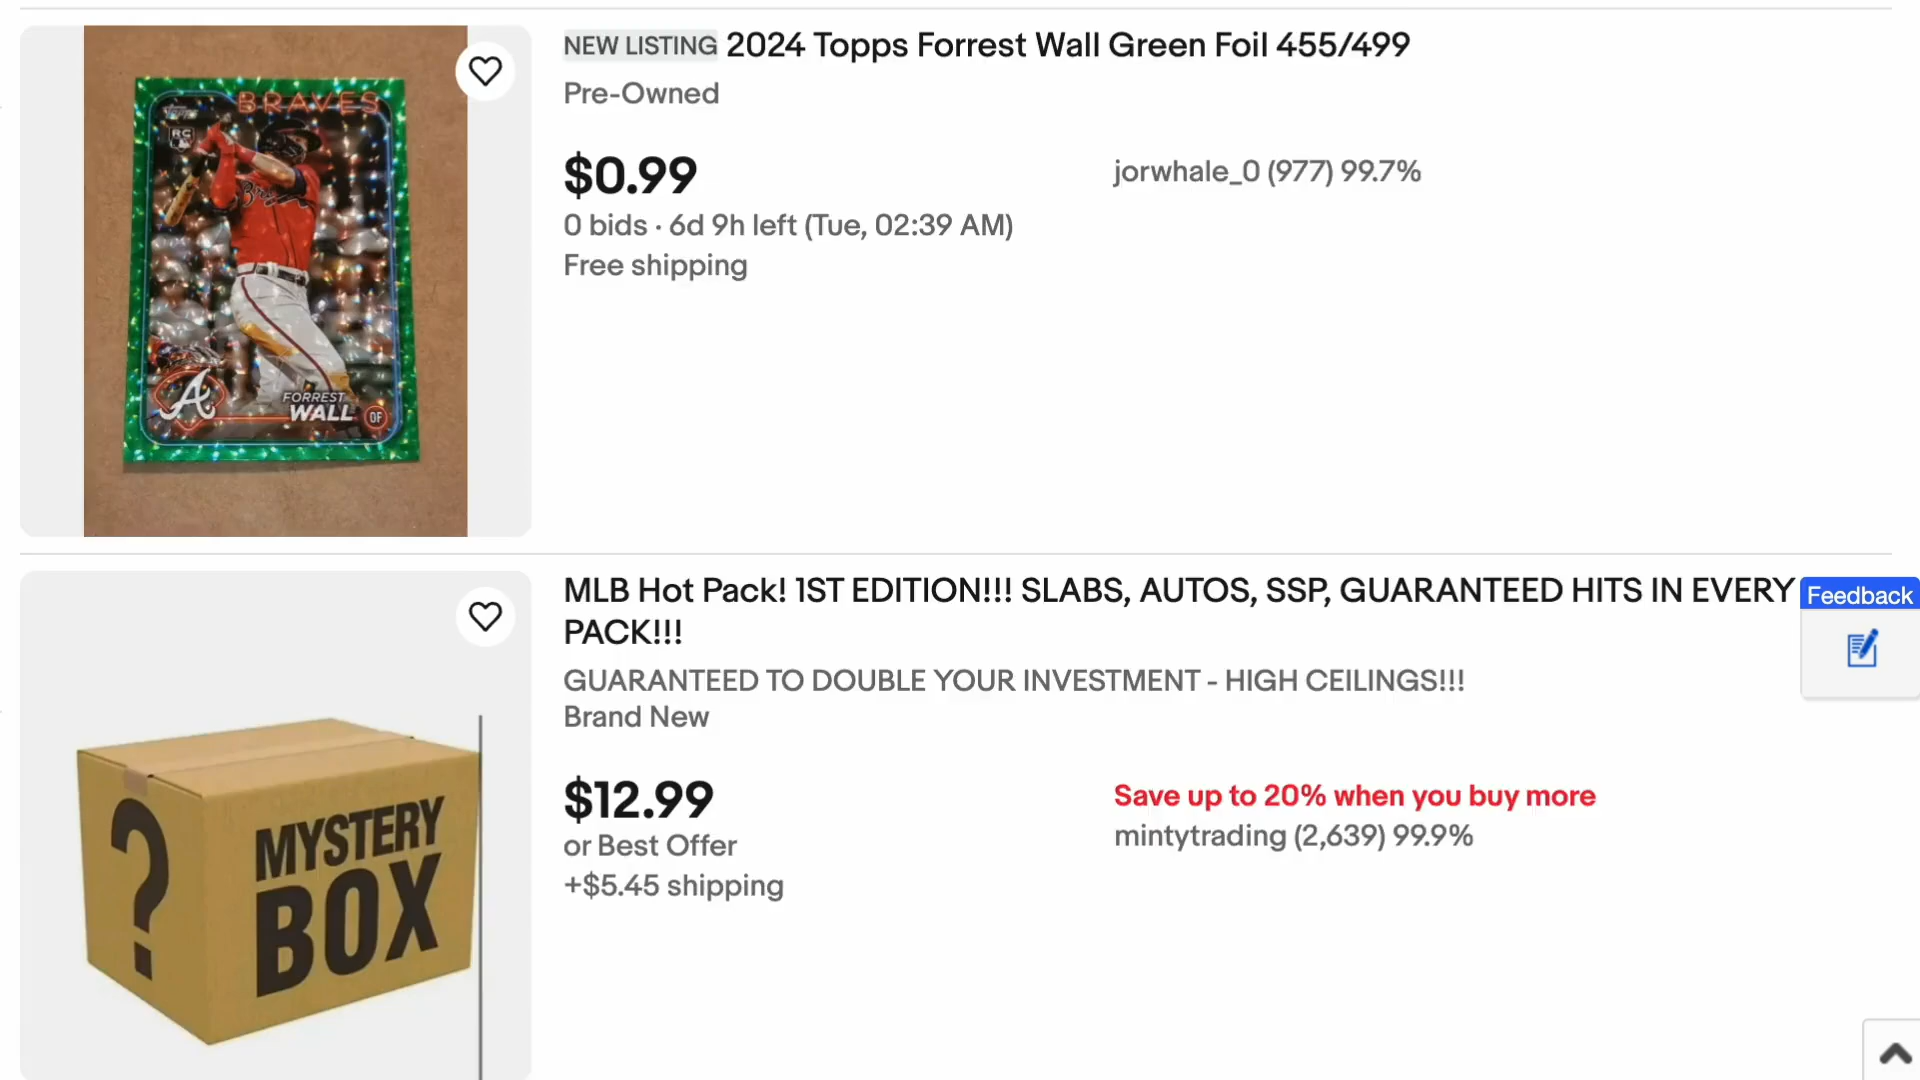 NEW LISTING 2024 Topps Forrest Wall Green Foil 455/499
Pre-Owned
$0.99
0 bids · 6d 9h left (Tue, 02:39 AM)
Free shipping
jorwhale_0 (977) 99.7%
BRAVES
Topps
RC
Braves
A
FORREST
WALL OF
MLB Hot Pack! 1ST EDITION!!! SLABS, AUTOS, SSP, GUARANTEED HITS IN EVERY
PACK!!!
GUARANTEED TO DOUBLE YOUR INVESTMENT - HIGH CEILINGS!!!
Brand New
$12.99
or Best Offer
+$5.45 shipping
Save up to 20% when you buy more
mintytrading (2,639) 99.9%
?
MYSTERY
BOX
Feedback